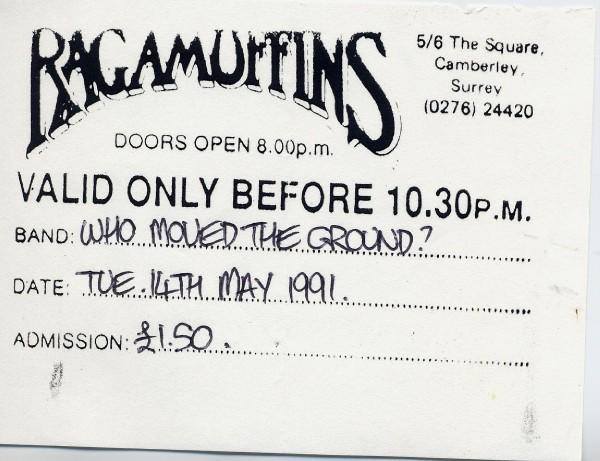 RAGAMUFFINS
5/6 The Square,
Camberley,
Surrey
(0276) 24420
DOORS OPEN 8.00p.m.
VALID ONLY BEFORE 10.30P.M.
BAND: WHO MOVED THE GROUND?
DATE: TUE. 14TH MAY 1991.
ADMISSION: £1.50.